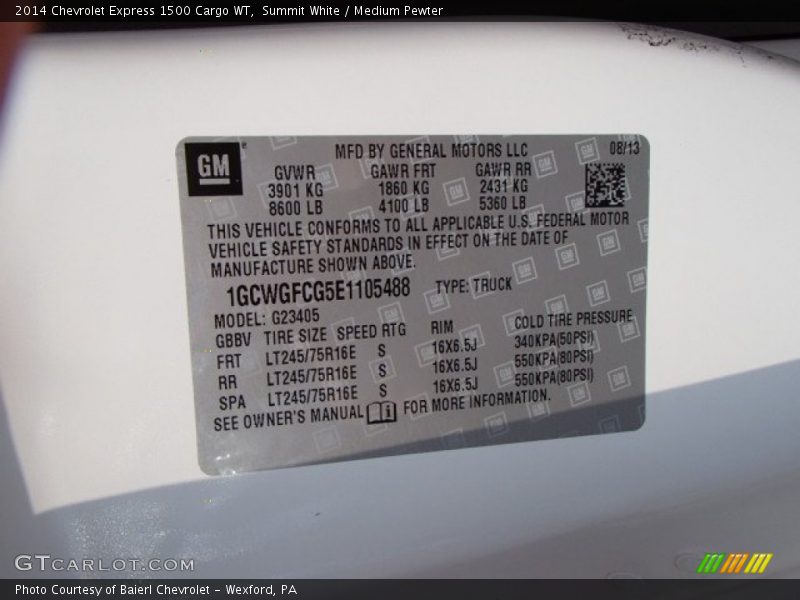 2014 Chevrolet Express 1500 Cargo WT, Summit White / Medium Pewter
GM
MFD BY GENERAL MOTORS LLC 08/13
GVWR GAWR FRT GAWR RR
3901 KG 1860 KG 2431 KG
8600 LB 4100 LB 5360 LB
THIS VEHICLE CONFORMS TO ALL APPLICABLE U.S. FEDERAL MOTOR
VEHICLE SAFETY STANDARDS IN EFFECT ON THE DATE OF
MANUFACTURE SHOWN ABOVE.
1GCWGFCG5E1105488 TYPE: TRUCK
MODEL: G23405
GBBV TIRE SIZE SPEED RTG RIM COLD TIRE PRESSURE
FRT LT245/75R16E S 16X6.5J 340KPA(50PSI)
RR LT245/75R16E S 16X6.5J 550KPA(80PSI)
SPA LT245/75R16E S 16X6.5J 550KPA(80PSI)
SEE OWNER'S MANUAL i FOR MORE INFORMATION.
GTCARLOT.COM
Photo Courtesy of Baierl Chevrolet - Wexford, PA